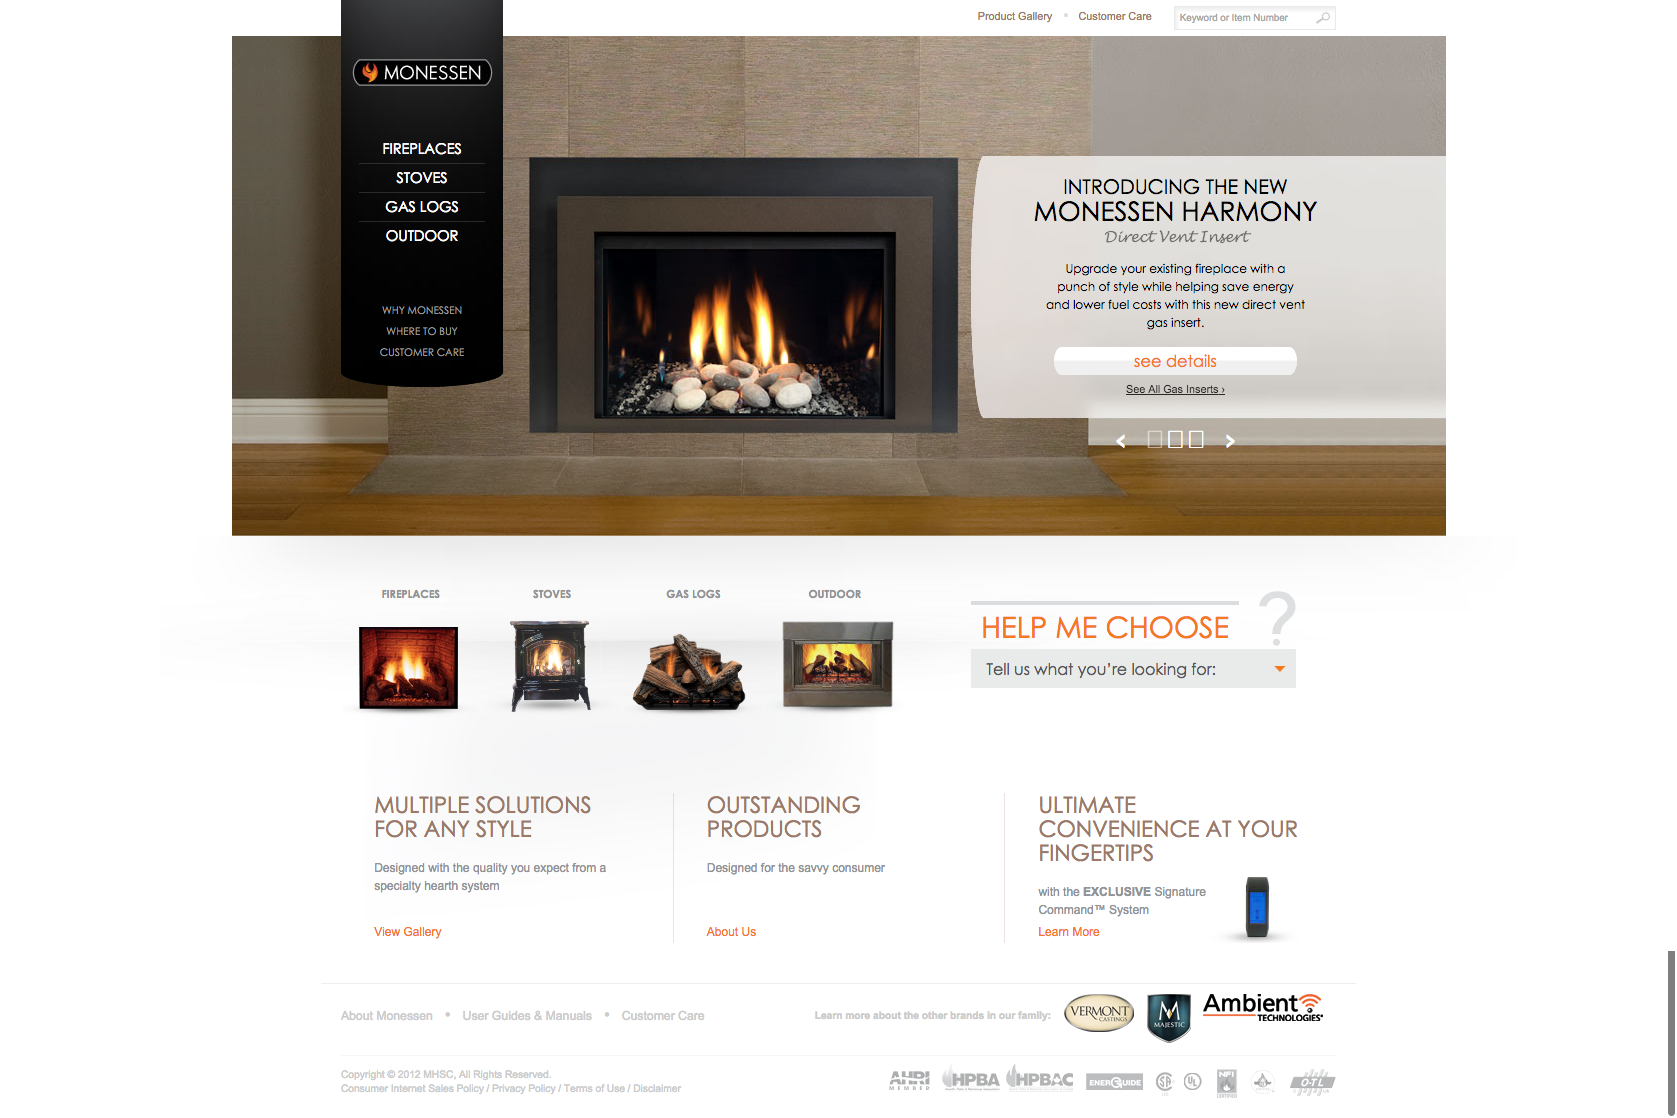 Product Gallery • Customer Care
Keyword or Item Number
MONESSEN
FIREPLACES
STOVES
GAS LOGS
OUTDOOR
WHY MONESSEN
WHERE TO BUY
CUSTOMER CARE
INTRODUCING THE NEW
MONESSEN HARMONY
Direct Vent Insert
Upgrade your existing fireplace with a
punch of style while helping save energy
and lower fuel costs with this new direct vent
gas insert.
see details
See All Gas Inserts ›
FIREPLACES
STOVES
GAS LOGS
OUTDOOR
HELP ME CHOOSE
?
Tell us what you're looking for:
MULTIPLE SOLUTIONS
FOR ANY STYLE
Designed with the quality you expect from a
specialty hearth system
View Gallery
OUTSTANDING
PRODUCTS
Designed for the savvy consumer
About Us
ULTIMATE
CONVENIENCE AT YOUR
FINGERTIPS
with the EXCLUSIVE Signature
Command™ System
Learn More
About Monessen • User Guides & Manuals • Customer Care
Learn more about the other brands in our family:
VERMONT
CASTINGS
M
MAJESTIC
Ambient
TECHNOLOGIES
Copyright © 2012 MHSC, All Rights Reserved.
Consumer Internet Sales Policy / Privacy Policy / Terms of Use / Disclaimer
AHRI
MEMBER
HPBA
HPBAC
ENERGUIDE
UL
NFI
CERTIFIED
O-TL